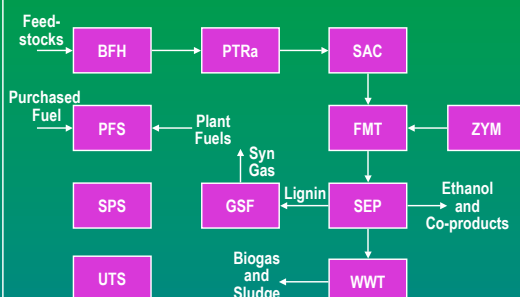 Feed-
stocks
BFH
PTRa
SAC
Purchased
Fuel
PFS
Plant
Fuels
FMT
ZYM
Syn
Gas
SPS
GSF
Lignin
SEP
Ethanol
and
Co-products
UTS
Biogas
and
Sludge
WWT